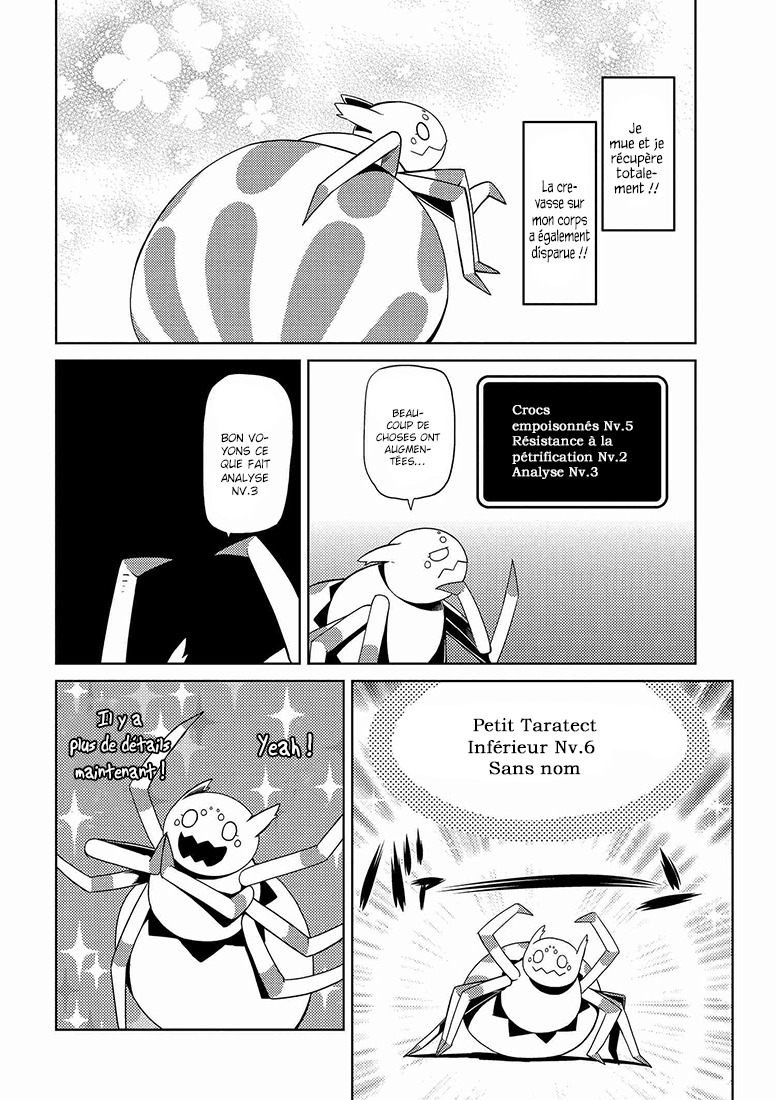 Je
mue et je
récupère
totale-
ment !!
La cre-
vasse sur
mon corps
a également
disparue !!
Crocs
empoisonnés Nv.5
Résistance à la
pétrification Nv.2
Analyse Nv.3
BEAU-
COUP DE
CHOSES ONT
AUGMEN-
TÉES...
BON VO-
YONS CE
QUE FAIT
ANALYSE
NV.3
Petit Taratect
Inférieur Nv.6
Sans nom
Yeah !
Il y a
plus de détails
maintenant !